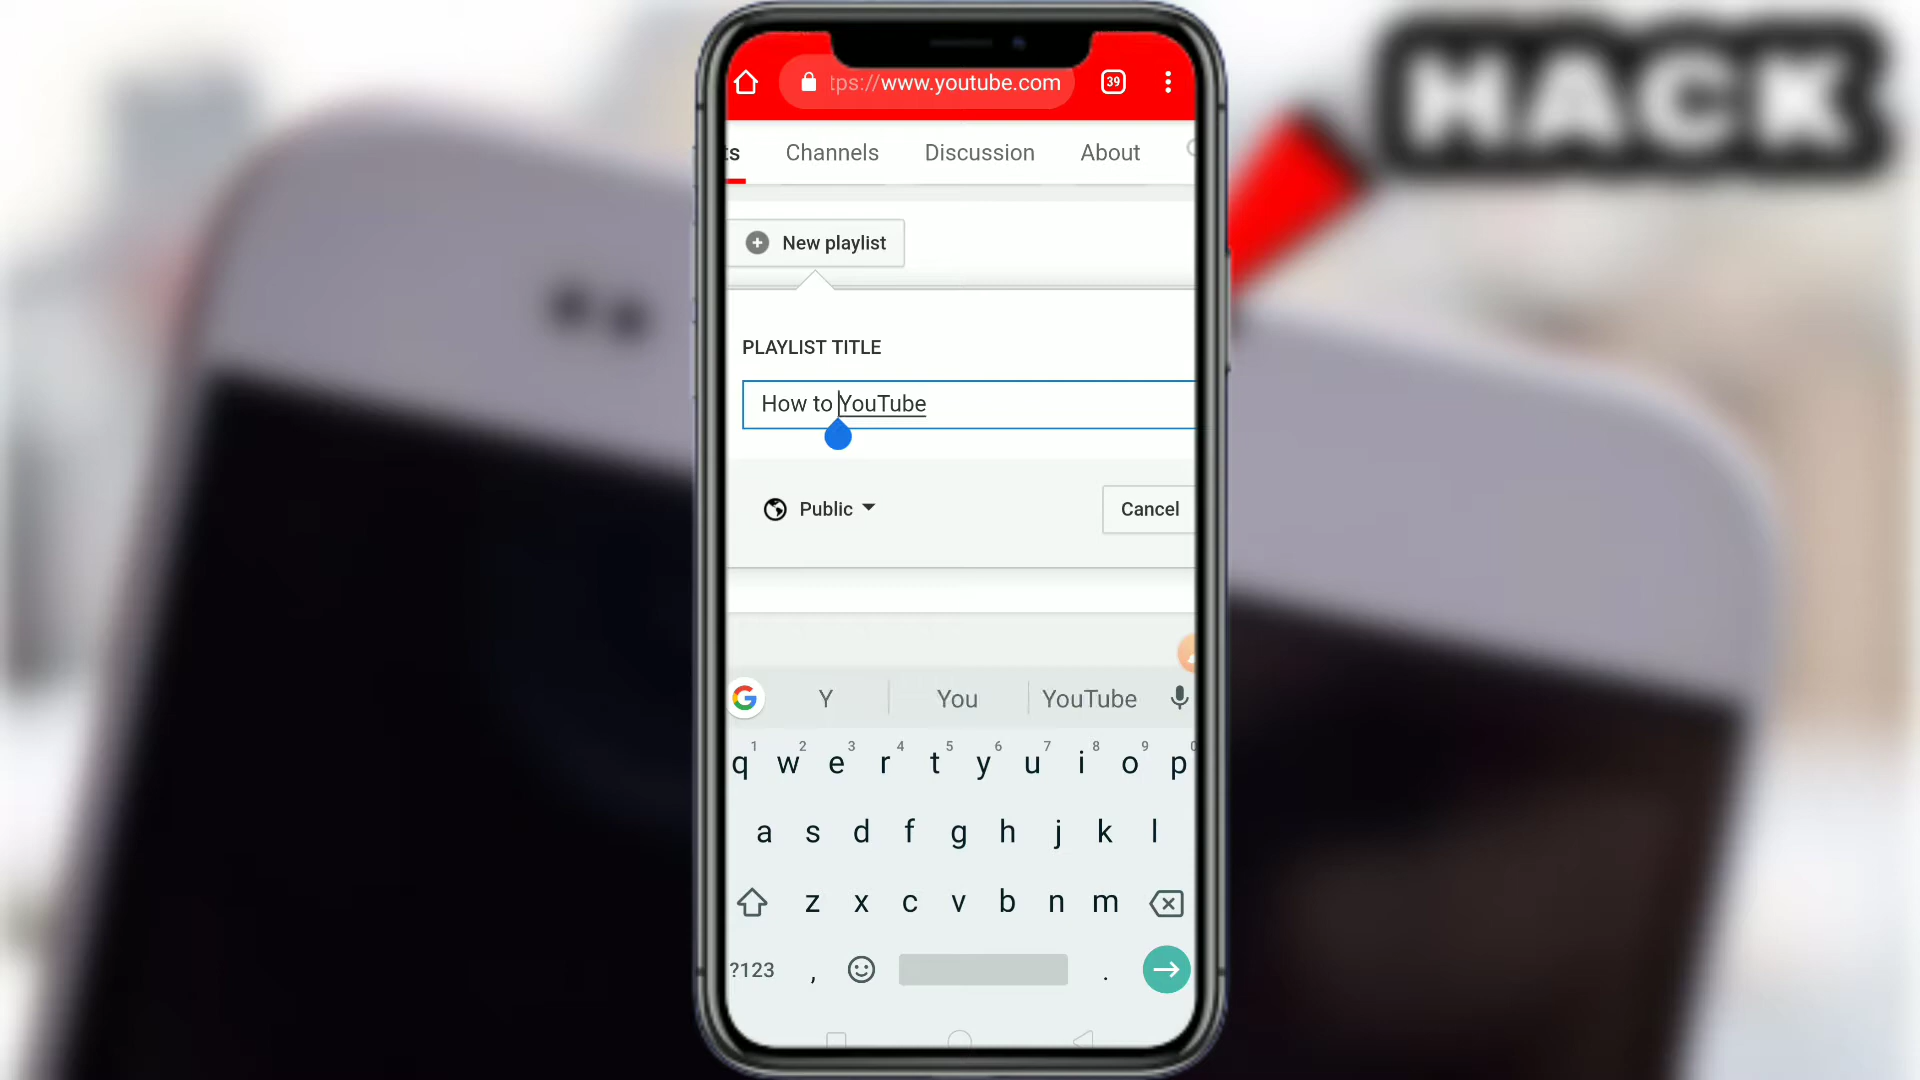 HACK
tps://www.youtube.com
39
ts Channels Discussion About
New playlist
PLAYLIST TITLE
How to YouTube
Public
Cancel
Y You YouTube
1 2 3 4 5 6 7 8 9 0
q w e r t y u i o p
a s d f g h j k l
z x c v b n m
?123 , .